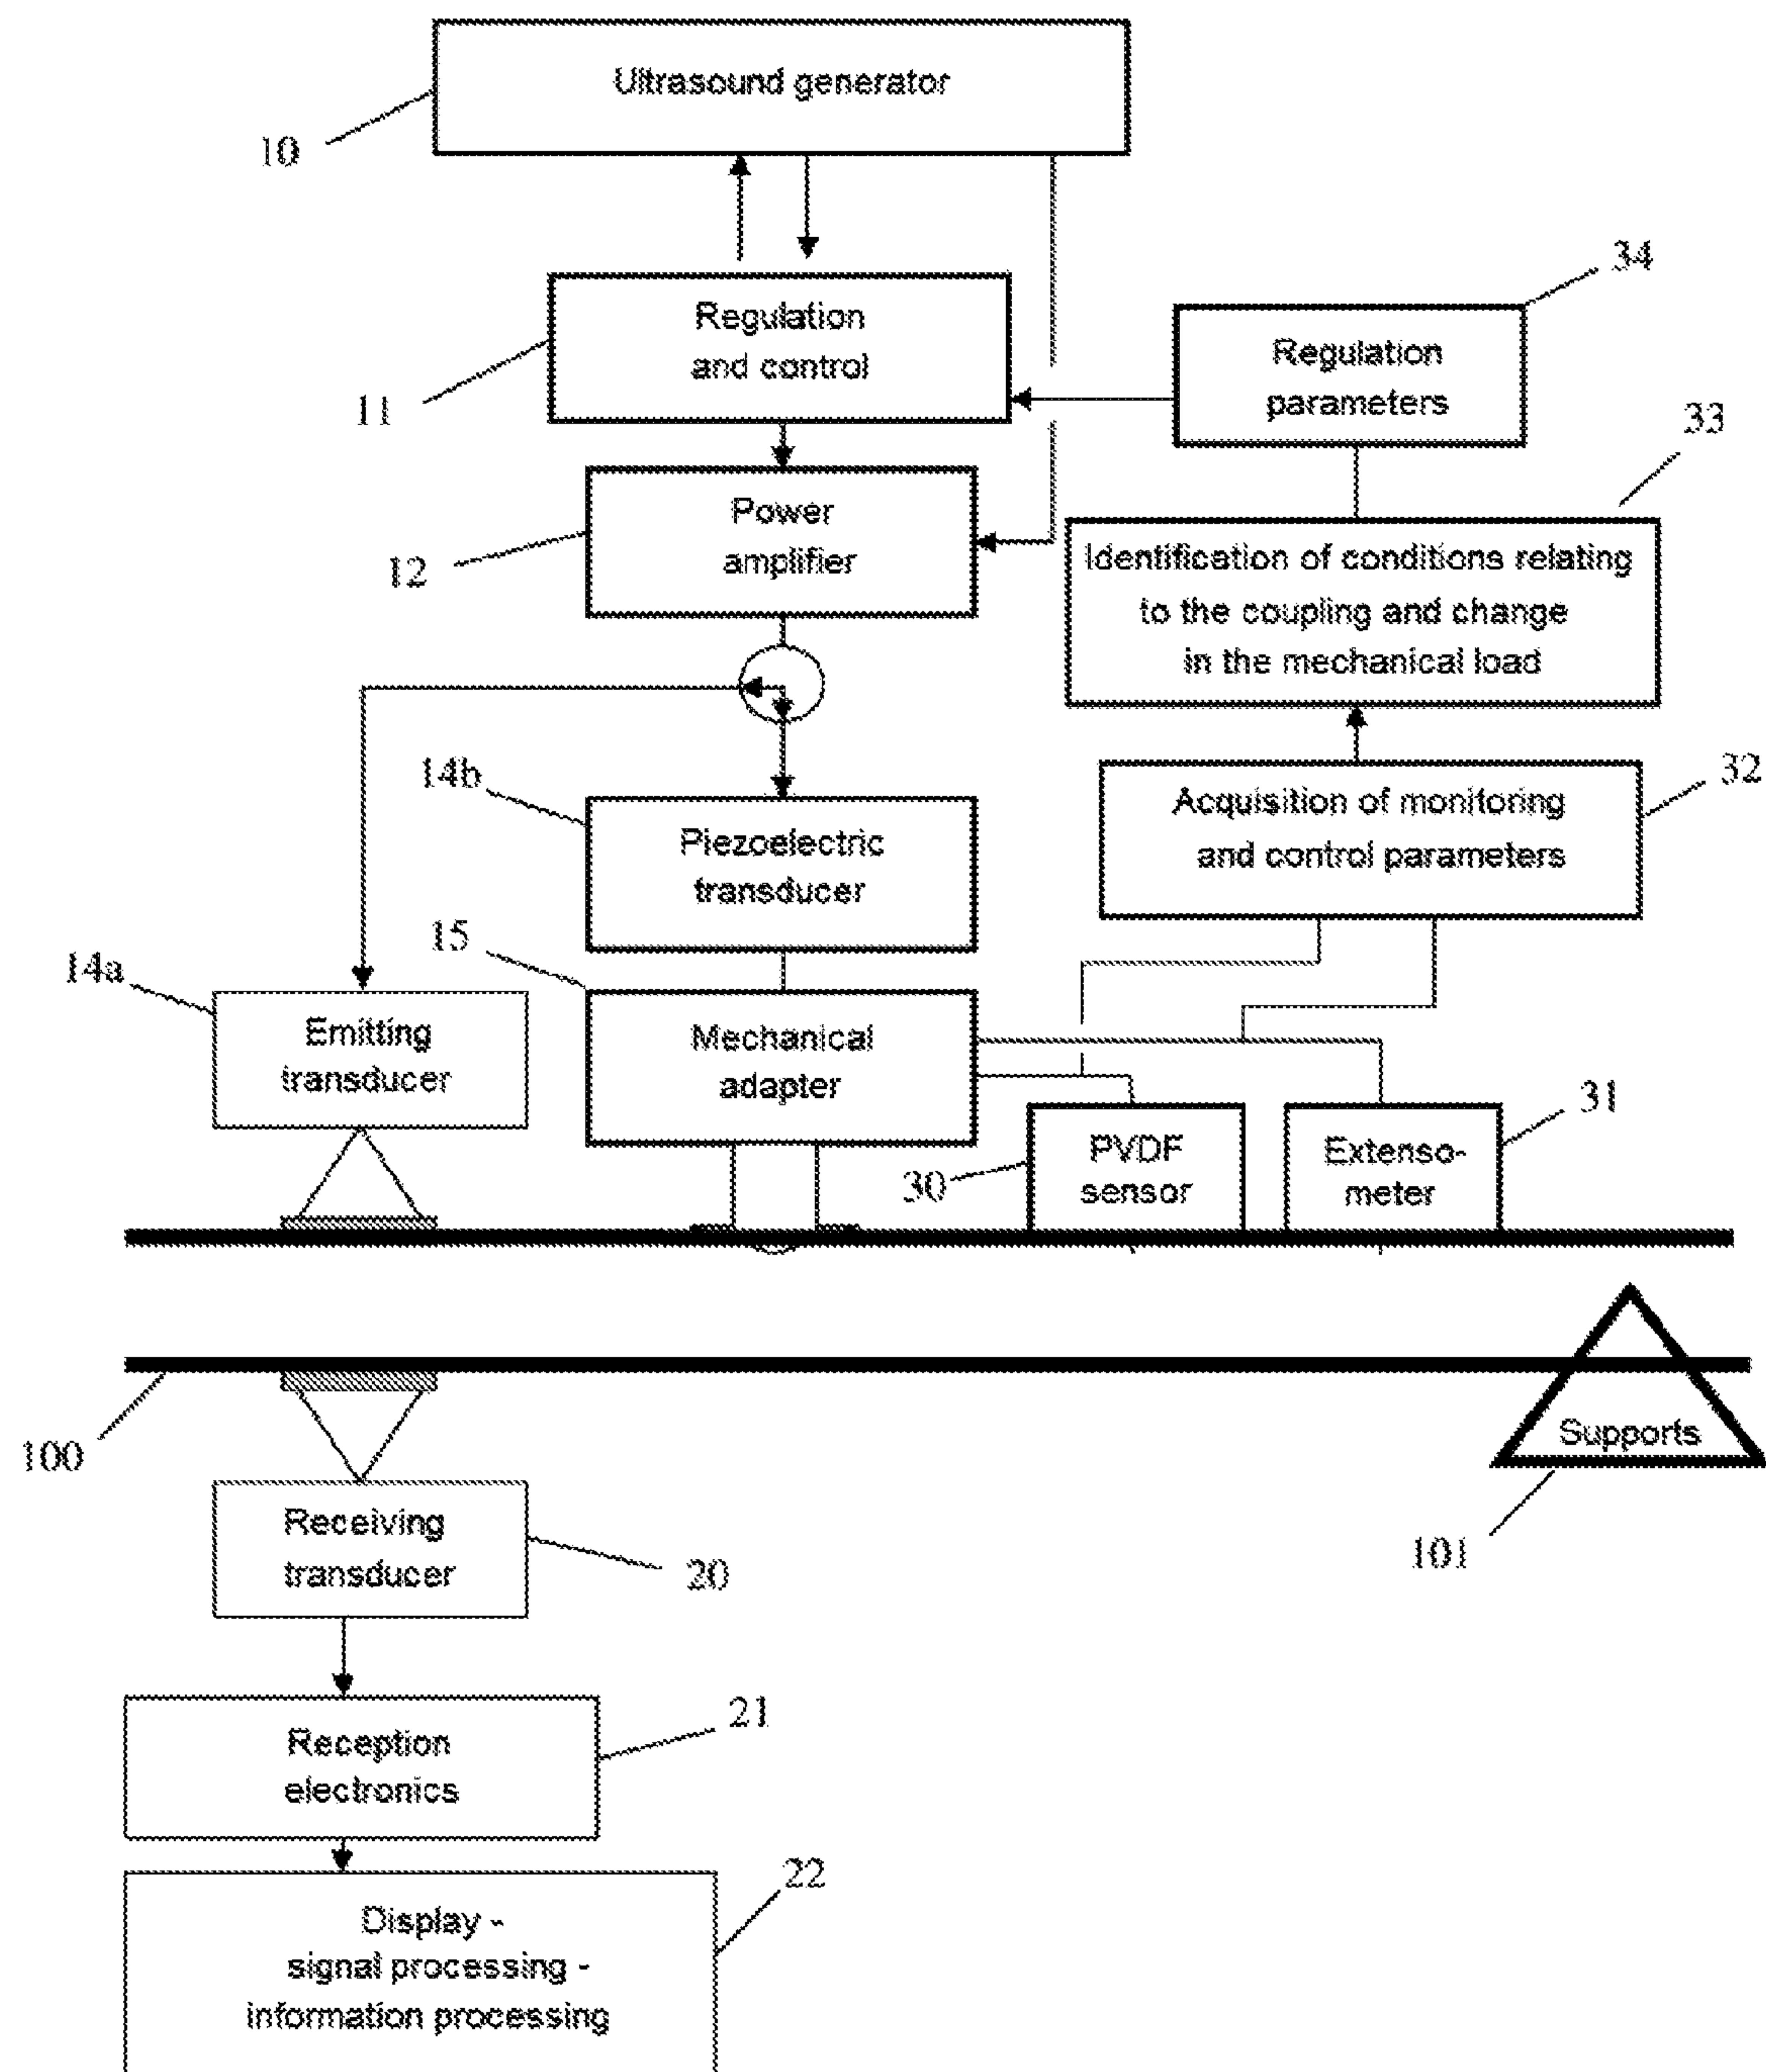 Ultrasound generator
10
Regulation
and control
11
34
Regulation
parameters
33
Power
amplifier
12
Identification of conditions relating
to the coupling and change
in the mechanical load
14b
Piezoelectric
transducer
32
Acquisition of monitoring
and control parameters
15
14a
Emitting
transducer
Mechanical
adapter
30
PVDF
sensor
31
Extenso-
meter
100
Supports
101
Receiving
transducer
20
21
Reception
electronics
22
Display -
signal processing -
information processing